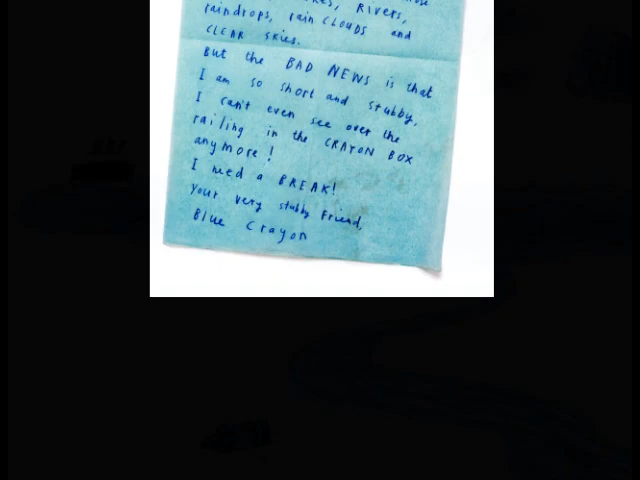 Rivers,
raindrops, rain CLOUDS and
CLEAR skies.
But the BAD NEWS is that
I am so short and stubby,
I can't even see over the
railing in the CRAYON BOX
anymore!
I need a BREAK!
Your very stubby friend,
Blue Crayon